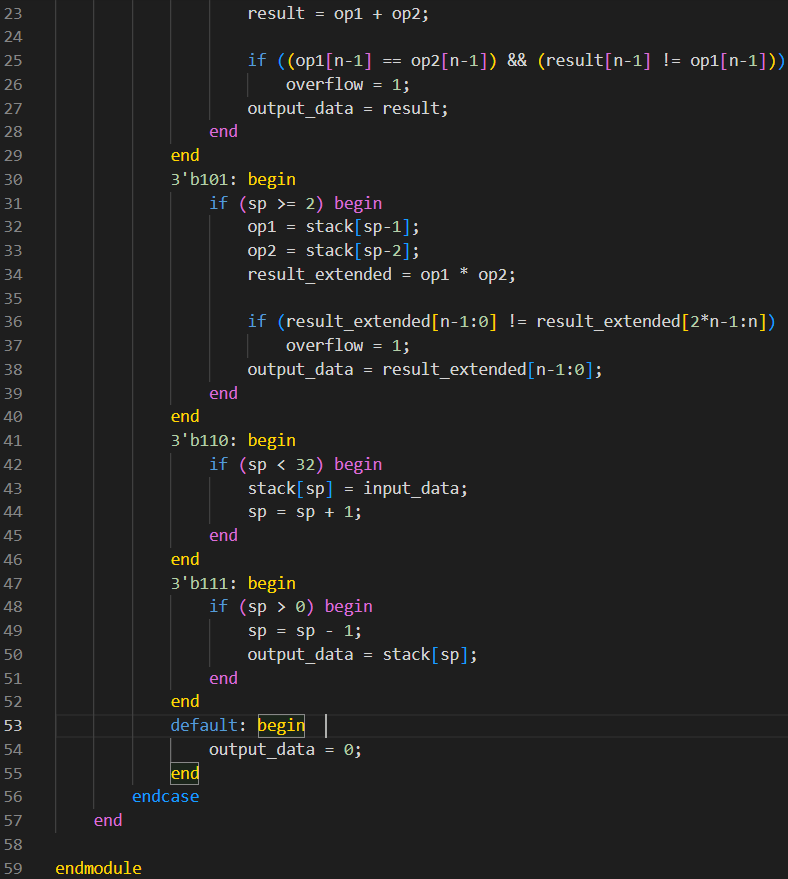 23 result = op1 + op2;
24
25 if ((op1[n-1] == op2[n-1]) && (result[n-1] != op1[n-1]))
26 overflow = 1;
27 output_data = result;
28 end
29 end
30 3'b101: begin
31 if (sp >= 2) begin
32 op1 = stack[sp-1];
33 op2 = stack[sp-2];
34 result_extended = op1 * op2;
35
36 if (result_extended[n-1:0] != result_extended[2*n-1:n])
37 overflow = 1;
38 output_data = result_extended[n-1:0];
39 end
40 end
41 3'b110: begin
42 if (sp < 32) begin
43 stack[sp] = input_data;
44 sp = sp + 1;
45 end
46 end
47 3'b111: begin
48 if (sp > 0) begin
49 sp = sp - 1;
50 output_data = stack[sp];
51 end
52 end
53 default: begin
54 output_data = 0;
55 end
56 endcase
57 end
58
59 endmodule